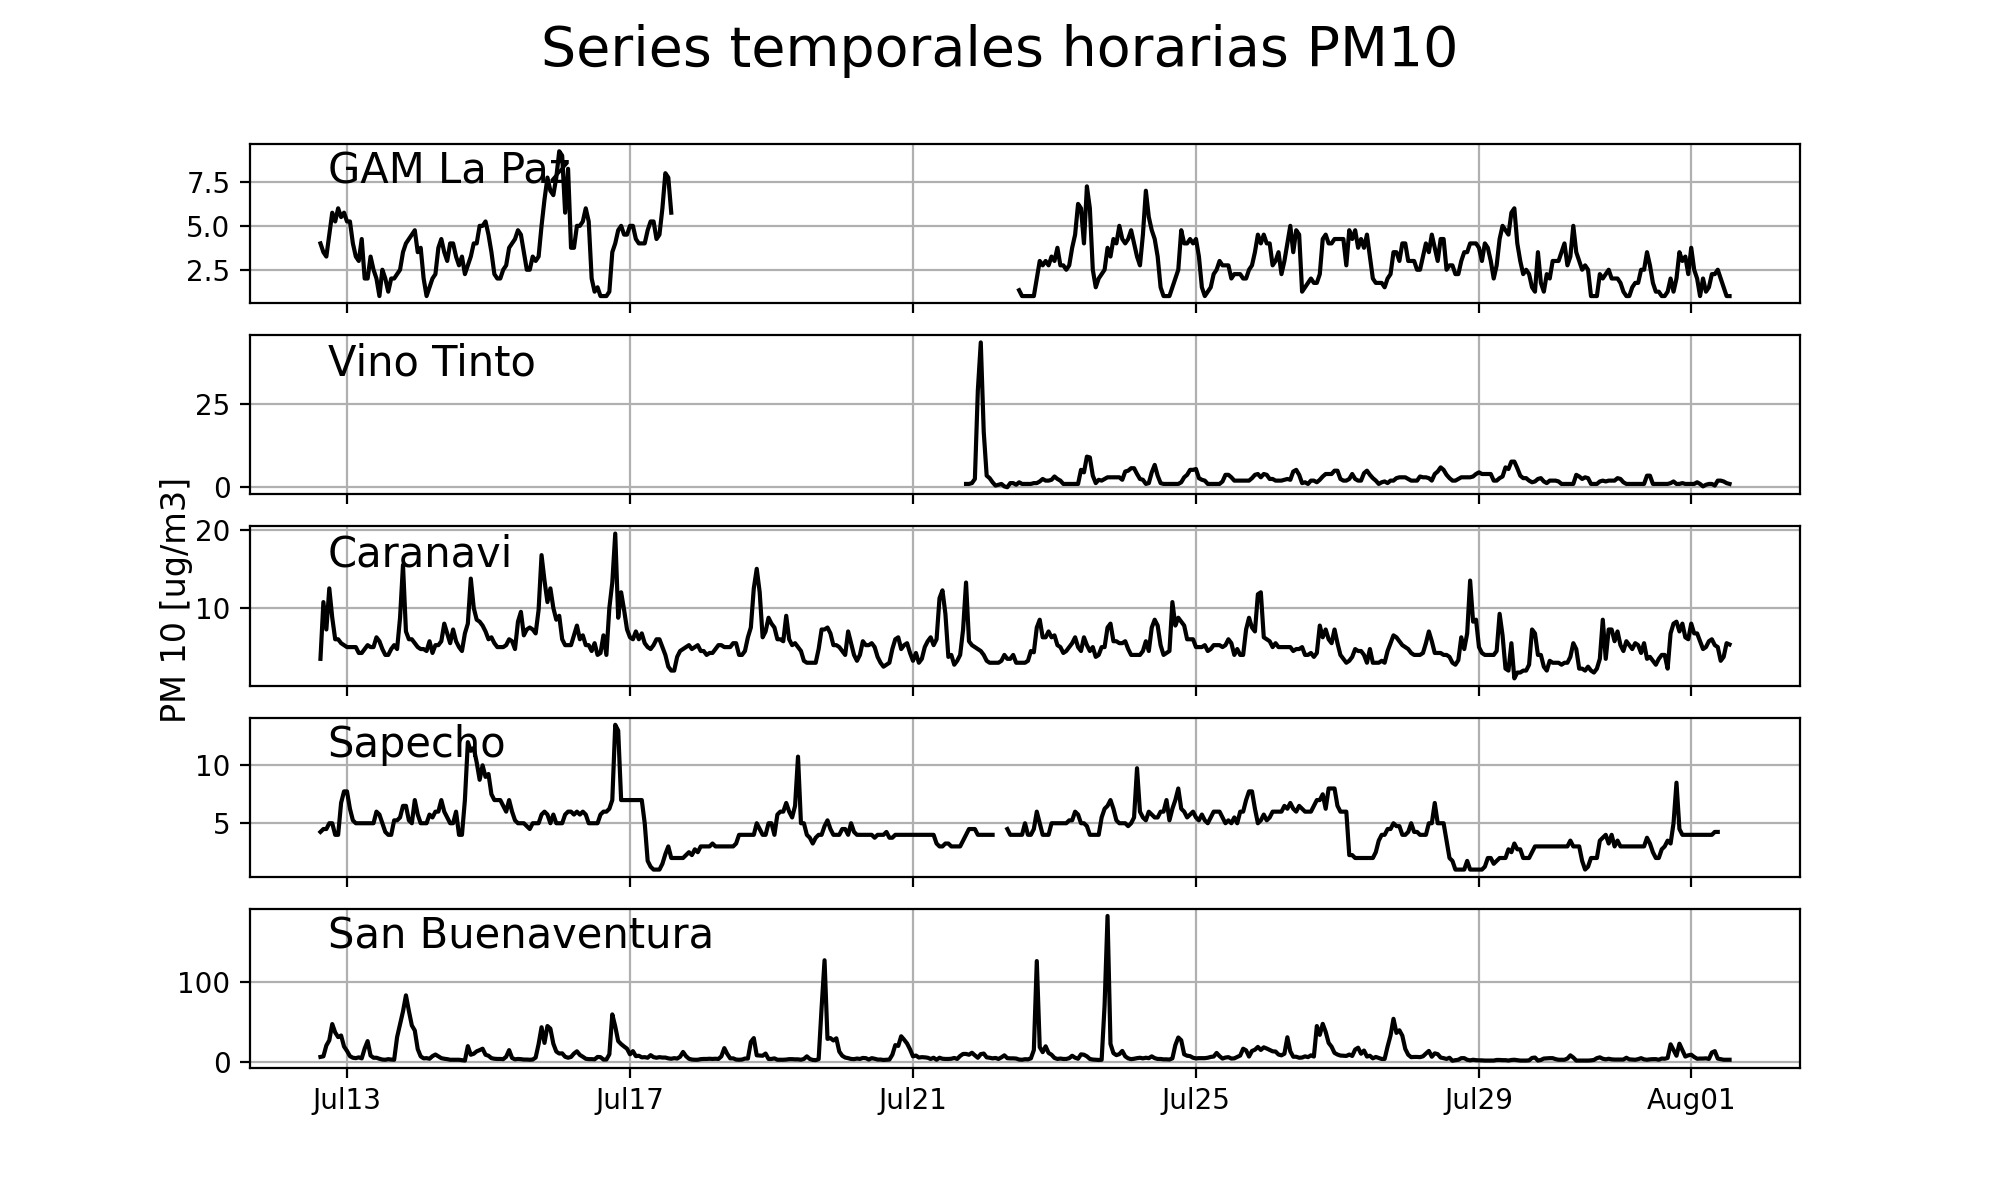 Series temporales horarias PM10
PM 10 [ug/m3]
GAM La Paz
7.5
5.0
2.5
Vino Tinto
25
0
Caranavi
20
10
Sapecho
10
5
San Buenaventura
100
0
Jul13 Jul17 Jul21 Jul25 Jul29 Aug01